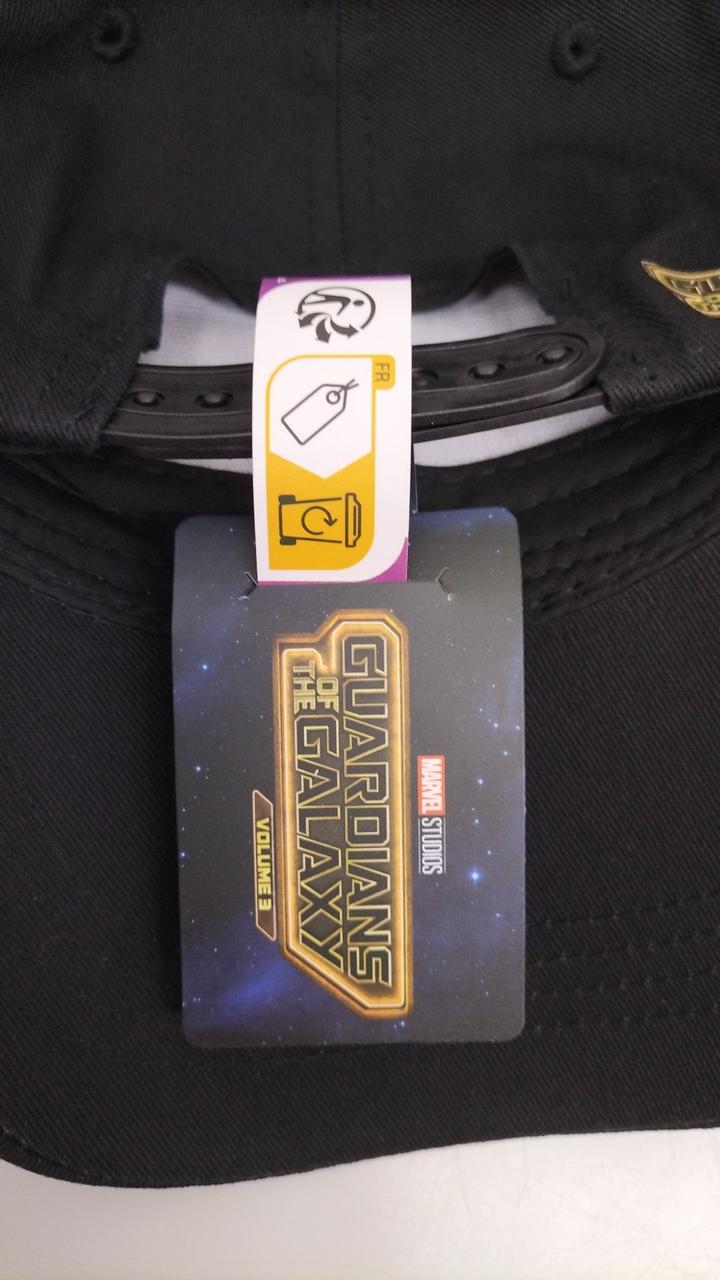 FR
MARVEL STUDIOS
GUARDIANS
OF THE GALAXY
VOLUME 3